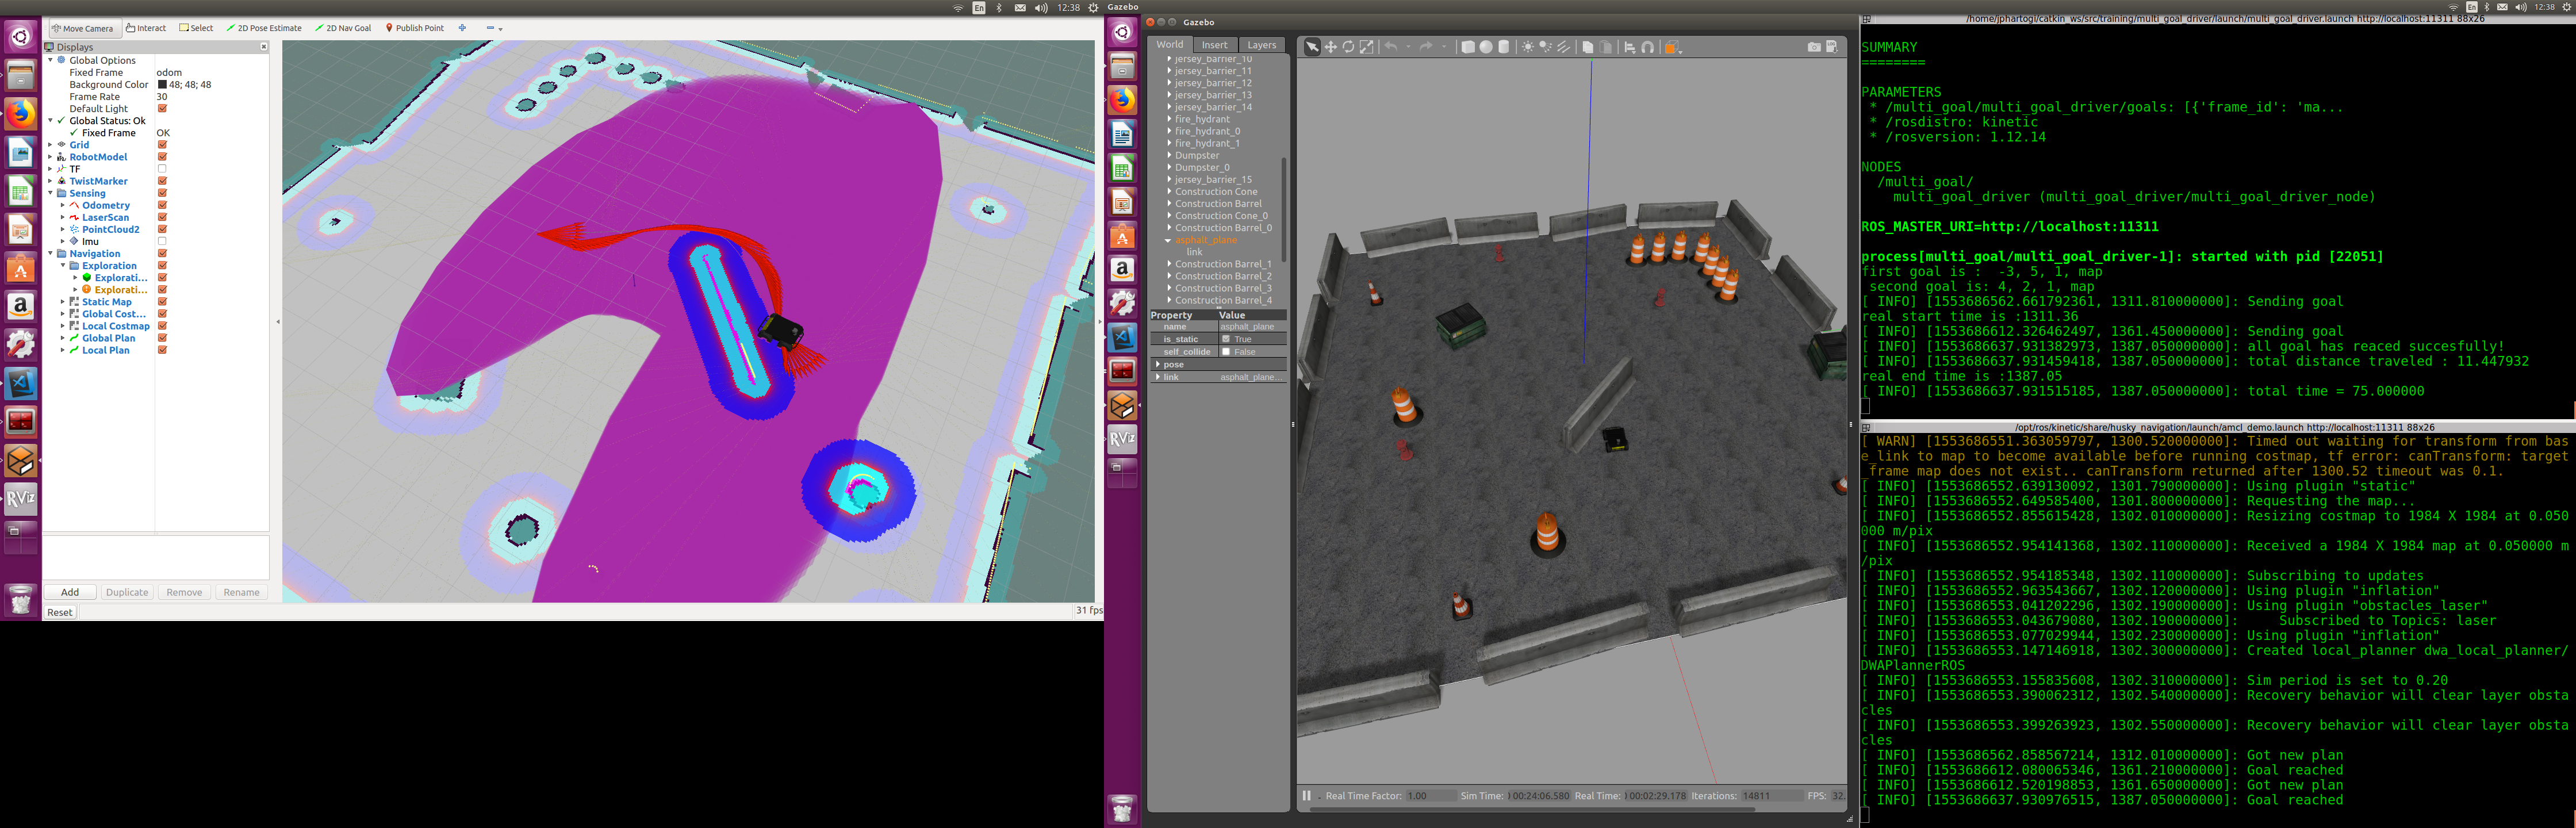 En
12:38
Gazebo
En
12:38
Move Camera
Interact
Select
2D Pose Estimate
2D Nav Goal
Publish Point
Displays
Global Options
Fixed Frame odom
Background Color 48; 48; 48
Frame Rate 30
Default Light
Global Status: Ok
Fixed Frame OK
Grid
RobotModel
TF
TwistMarker
Sensing
Odometry
LaserScan
PointCloud2
Imu
Navigation
Exploration
Explorati...
Explorati...
Static Map
Global Cost...
Local Costmap
Global Plan
Local Plan
Add
Duplicate
Remove
Rename
Reset
31 fps
RViz
Gazebo
World
Insert
Layers
jersey_barrier_10
jersey_barrier_11
jersey_barrier_12
jersey_barrier_13
jersey_barrier_14
fire_hydrant
fire_hydrant_0
fire_hydrant_1
Dumpster
Dumpster_0
jersey_barrier_15
Construction Cone
Construction Barrel
Construction Cone_0
Construction Barrel_0
asphalt_plane
link
Construction Barrel_1
Construction Barrel_2
Construction Barrel_3
Construction Barrel_4
Property Value
name asphalt_plane
is_static True
self_collide False
pose
link asphalt_plane...
RViz
Real Time Factor: 1.00 Sim Time: 00:24:06.580 Real Time: 00:02:29.178 Iterations: 14811 FPS: 32.
/home/jphartogi/catkin_ws/src/training/multi_goal_driver/launch/multi_goal_driver.launch http://localhost:11311 88x26
SUMMARY
========
PARAMETERS
* /multi_goal/multi_goal_driver/goals: [{'frame_id': 'ma...
* /rosdistro: kinetic
* /rosversion: 1.12.14
NODES
/multi_goal/
multi_goal_driver (multi_goal_driver/multi_goal_driver_node)
ROS_MASTER_URI=http://localhost:11311
process[multi_goal/multi_goal_driver-1]: started with pid [22051]
first goal is :  -3, 5, 1, map
second goal is: 4, 2, 1, map
[ INFO] [1553686562.661792361, 1311.810000000]: Sending goal
real start time is :1311.36
[ INFO] [1553686612.326462497, 1361.450000000]: Sending goal
[ INFO] [1553686637.931382973, 1387.050000000]: all goal has reaced succesfully!
[ INFO] [1553686637.931459418, 1387.050000000]: total distance traveled : 11.447932
real end time is :1387.05
[ INFO] [1553686637.931515185, 1387.050000000]: total time = 75.000000
/opt/ros/kinetic/share/husky_navigation/launch/amcl_demo.launch http://localhost:11311 88x26
[ WARN] [1553686551.363059797, 1300.520000000]: Timed out waiting for transform from bas
e_link to map to become available before running costmap, tf error: canTransform: target
_frame map does not exist.. canTransform returned after 1300.52 timeout was 0.1.
[ INFO] [1553686552.639130092, 1301.790000000]: Using plugin "static"
[ INFO] [1553686552.649585400, 1301.800000000]: Requesting the map...
[ INFO] [1553686552.855615428, 1302.010000000]: Resizing costmap to 1984 X 1984 at 0.050
000 m/pix
[ INFO] [1553686552.954141368, 1302.110000000]: Received a 1984 X 1984 map at 0.050000 m
/pix
[ INFO] [1553686552.954185348, 1302.110000000]: Subscribing to updates
[ INFO] [1553686552.963543667, 1302.120000000]: Using plugin "inflation"
[ INFO] [1553686553.041202296, 1302.190000000]: Using plugin "obstacles_laser"
[ INFO] [1553686553.043679080, 1302.190000000]:     Subscribed to Topics: laser
[ INFO] [1553686553.077029944, 1302.230000000]: Using plugin "inflation"
[ INFO] [1553686553.147146918, 1302.300000000]: Created local_planner dwa_local_planner/
DWAPlannerROS
[ INFO] [1553686553.155835608, 1302.310000000]: Sim period is set to 0.20
[ INFO] [1553686553.390062312, 1302.540000000]: Recovery behavior will clear layer obsta
cles
[ INFO] [1553686553.399263923, 1302.550000000]: Recovery behavior will clear layer obsta
cles
[ INFO] [1553686562.858567214, 1312.010000000]: Got new plan
[ INFO] [1553686612.080065346, 1361.210000000]: Goal reached
[ INFO] [1553686612.520198853, 1361.650000000]: Got new plan
[ INFO] [1553686637.930976515, 1387.050000000]: Goal reached